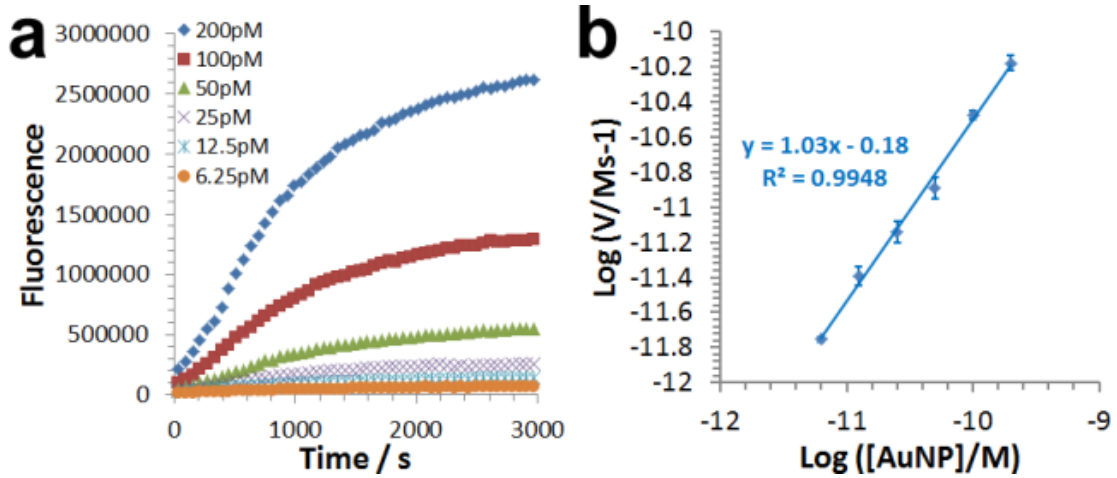 a
3000000
2500000
2000000
1500000
1000000
500000
0
Fluorescence
200pM
100pM
50pM
25pM
12.5pM
6.25pM
0 1000 2000 3000
Time / s
b
-10
-10.2
-10.4
-10.6
-10.8
-11
-11.2
-11.4
-11.6
-11.8
-12
Log (V/Ms-1)
y = 1.03x - 0.18
R² = 0.9948
-12 -11 -10 -9
Log ([AuNP]/M)